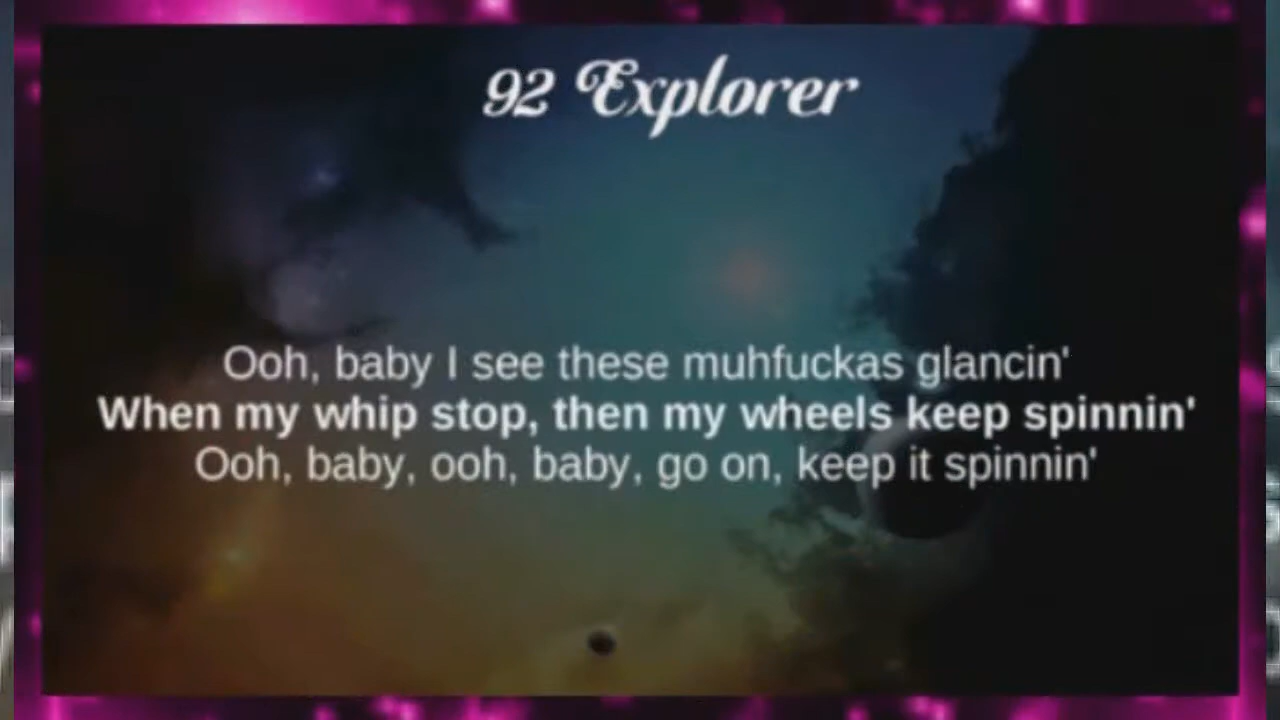 92 Explorer
Ooh, baby I see these muhfuckas glancin'
When my whip stop, then my wheels keep spinnin'
Ooh, baby, ooh, baby, go on, keep it spinnin'